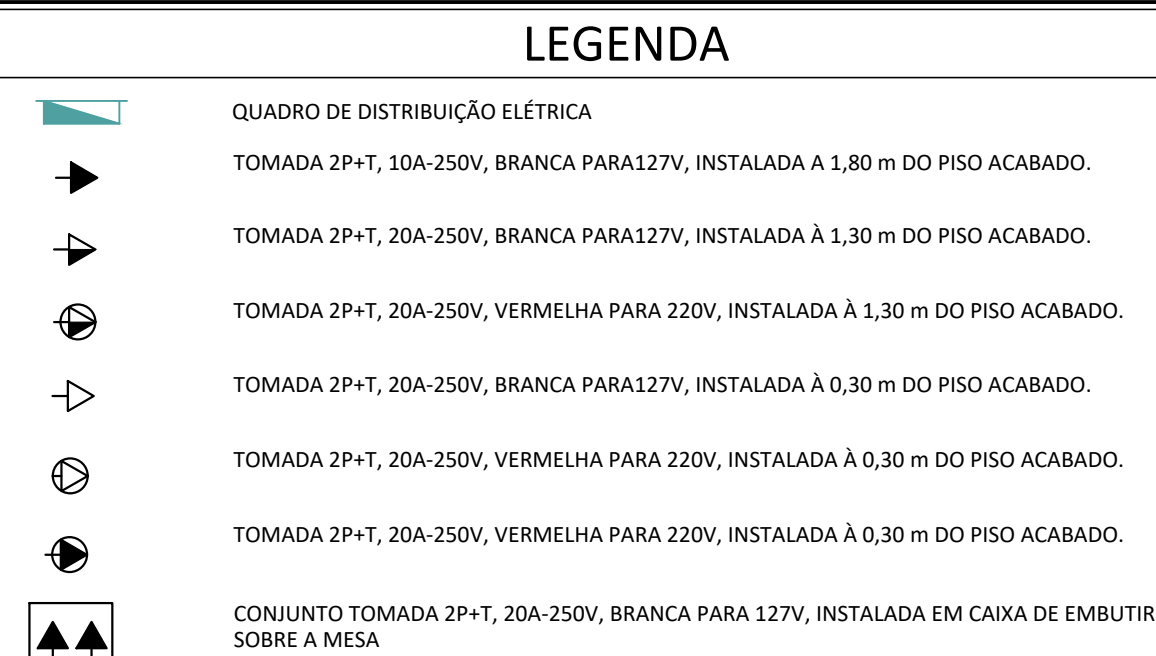 LEGENDA
QUADRO DE DISTRIBUIÇÃO ELÉTRICA
TOMADA 2P+T, 10A-250V, BRANCA PARA127V, INSTALADA A 1,80 m DO PISO ACABADO.
TOMADA 2P+T, 20A-250V, BRANCA PARA127V, INSTALADA À 1,30 m DO PISO ACABADO.
TOMADA 2P+T, 20A-250V, VERMELHA PARA 220V, INSTALADA À 1,30 m DO PISO ACABADO.
TOMADA 2P+T, 20A-250V, BRANCA PARA127V, INSTALADA À 0,30 m DO PISO ACABADO.
TOMADA 2P+T, 20A-250V, VERMELHA PARA 220V, INSTALADA À 0,30 m DO PISO ACABADO.
TOMADA 2P+T, 20A-250V, VERMELHA PARA 220V, INSTALADA À 0,30 m DO PISO ACABADO.
CONJUNTO TOMADA 2P+T, 20A-250V, BRANCA PARA 127V, INSTALADA EM CAIXA DE EMBUTIR
SOBRE A MESA